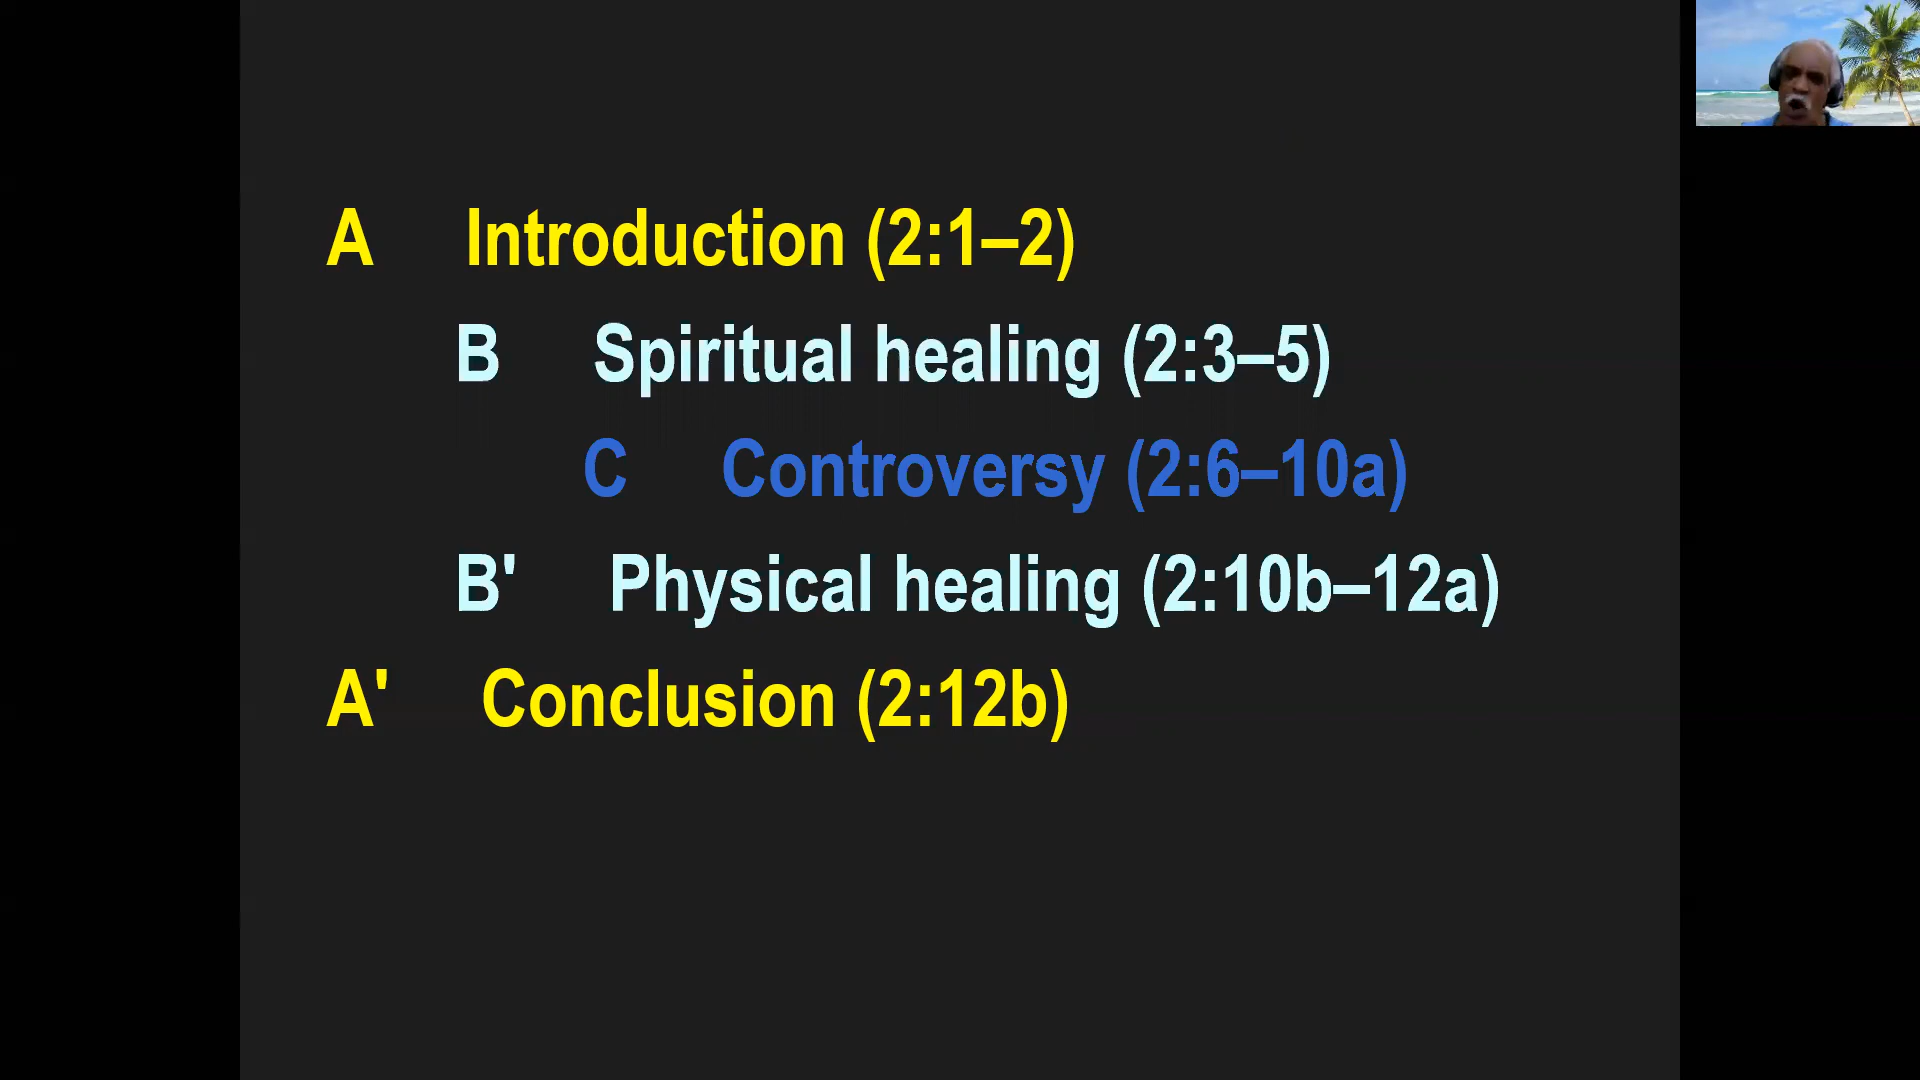 A Introduction (2:1–2)
B Spiritual healing (2:3–5)
C Controversy (2:6–10a)
B' Physical healing (2:10b–12a)
A' Conclusion (2:12b)